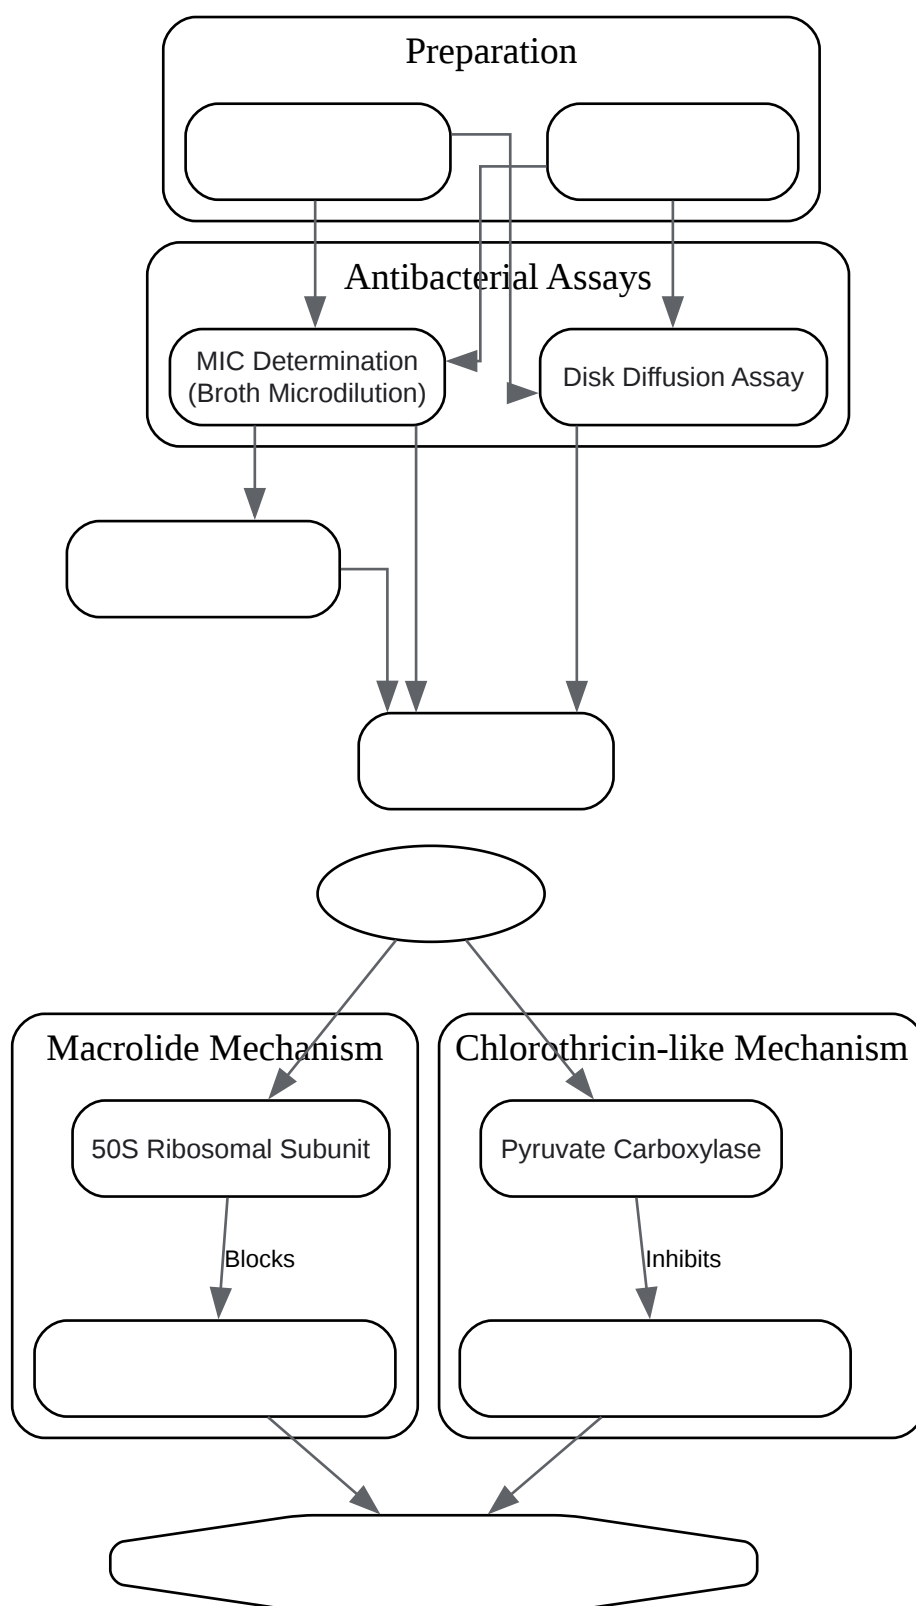 Preparation
Antibacterial Assays
MIC Determination
(Broth Microdilution)
Disk Diffusion Assay
Macrolide Mechanism
Chlorothricin-like Mechanism
50S Ribosomal Subunit
Pyruvate Carboxylase
Blocks
Inhibits